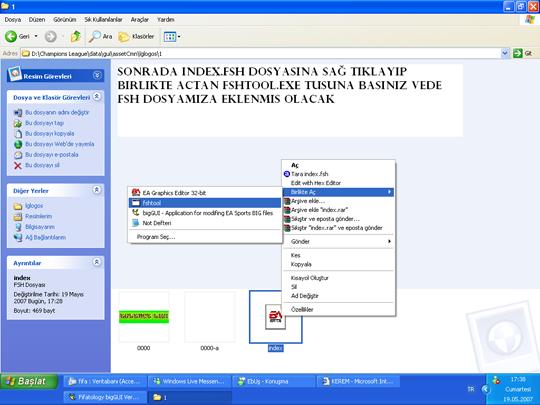 1
Dosya Düzen Görünüm Sık Kullanılanlar Araçlar Yardım
Geri Ara Klasörler
Adres D:\Champions League\data\gui\assetCmn\lglogos\1 Git
Resim Görevleri
SONRADA INDEX.FSH DOSYASINA SAĞ TIKLAYIP
BIRLIKTE ACTAN FSHTOOL.EXE TUSUNA BASINIZ VEDE
FSH DOSYAMIZA EKLENMIS OLACAK
Dosya ve Klasör Görevleri
Bu dosyanın adını değiştir
Bu dosyayı taşı
Bu dosyayı kopyala
Bu dosyayı Web'de yayımla
Bu dosyayı e-postala
Bu dosyayı sil
Diğer Yerler
lglogos
Resimlerim
Bilgisayarım
Ağ Bağlantılarım
Ayrıntılar
index
FSH Dosyası
Değiştirilme Tarihi: 19 Mayıs
2007 Buyıl, 17:28
Boyutu: 469 bayt
Aç
Tara index.fsh
Edit with Hex Editor
Birlikte Aç
Arşive ekle...
Arşive ekle "index.rar"
Sıkıştır ve eposta gönder...
Sıkıştır "index.rar" ve eposta gönder
Gönder
Kes
Kopyala
Kısayol Oluştur
Sil
Ad Değiştir
Özellikler
EA Graphics Editor 32-bit
fshtool
bigGUI - Application for modifing EA Sports BIG files
Not Defteri
Program Seç...
0000
0000-a
index
Başlat
fifa : Veritabanı (Acce...
Windows Live Messen...
EbUş - Konuşma
KEREM - Microsoft Int...
Fifatology bigGUI Ver...
1
TR
17:38
Cumartesi
19.05.2007